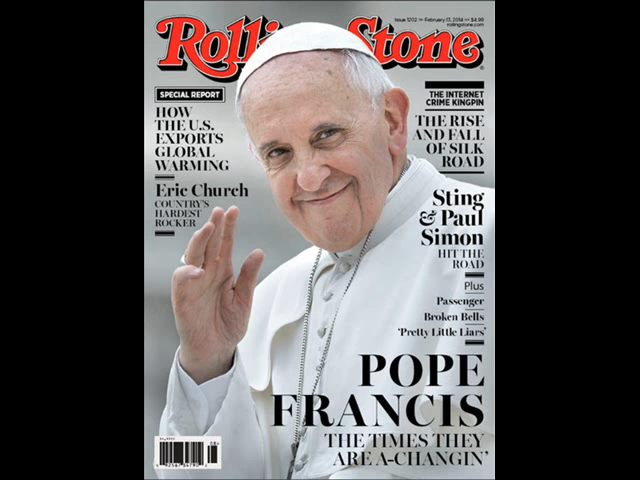 Rolling Stone
Issue 1202 >> February 13, 2014 >> $4.99
rollingstone.com
SPECIAL REPORT
HOW
THE U.S.
EXPORTS
GLOBAL
WARMING
Eric Church
COUNTRY'S
HARDEST
ROCKER
THE INTERNET
CRIME KINGPIN
THE RISE
AND FALL
OF SILK
ROAD
Sting
& Paul
Simon
HIT THE
ROAD
Plus
Passenger
Broken Bells
'Pretty Little Liars'
POPE
FRANCIS
THE TIMES THEY
ARE A-CHANGIN'